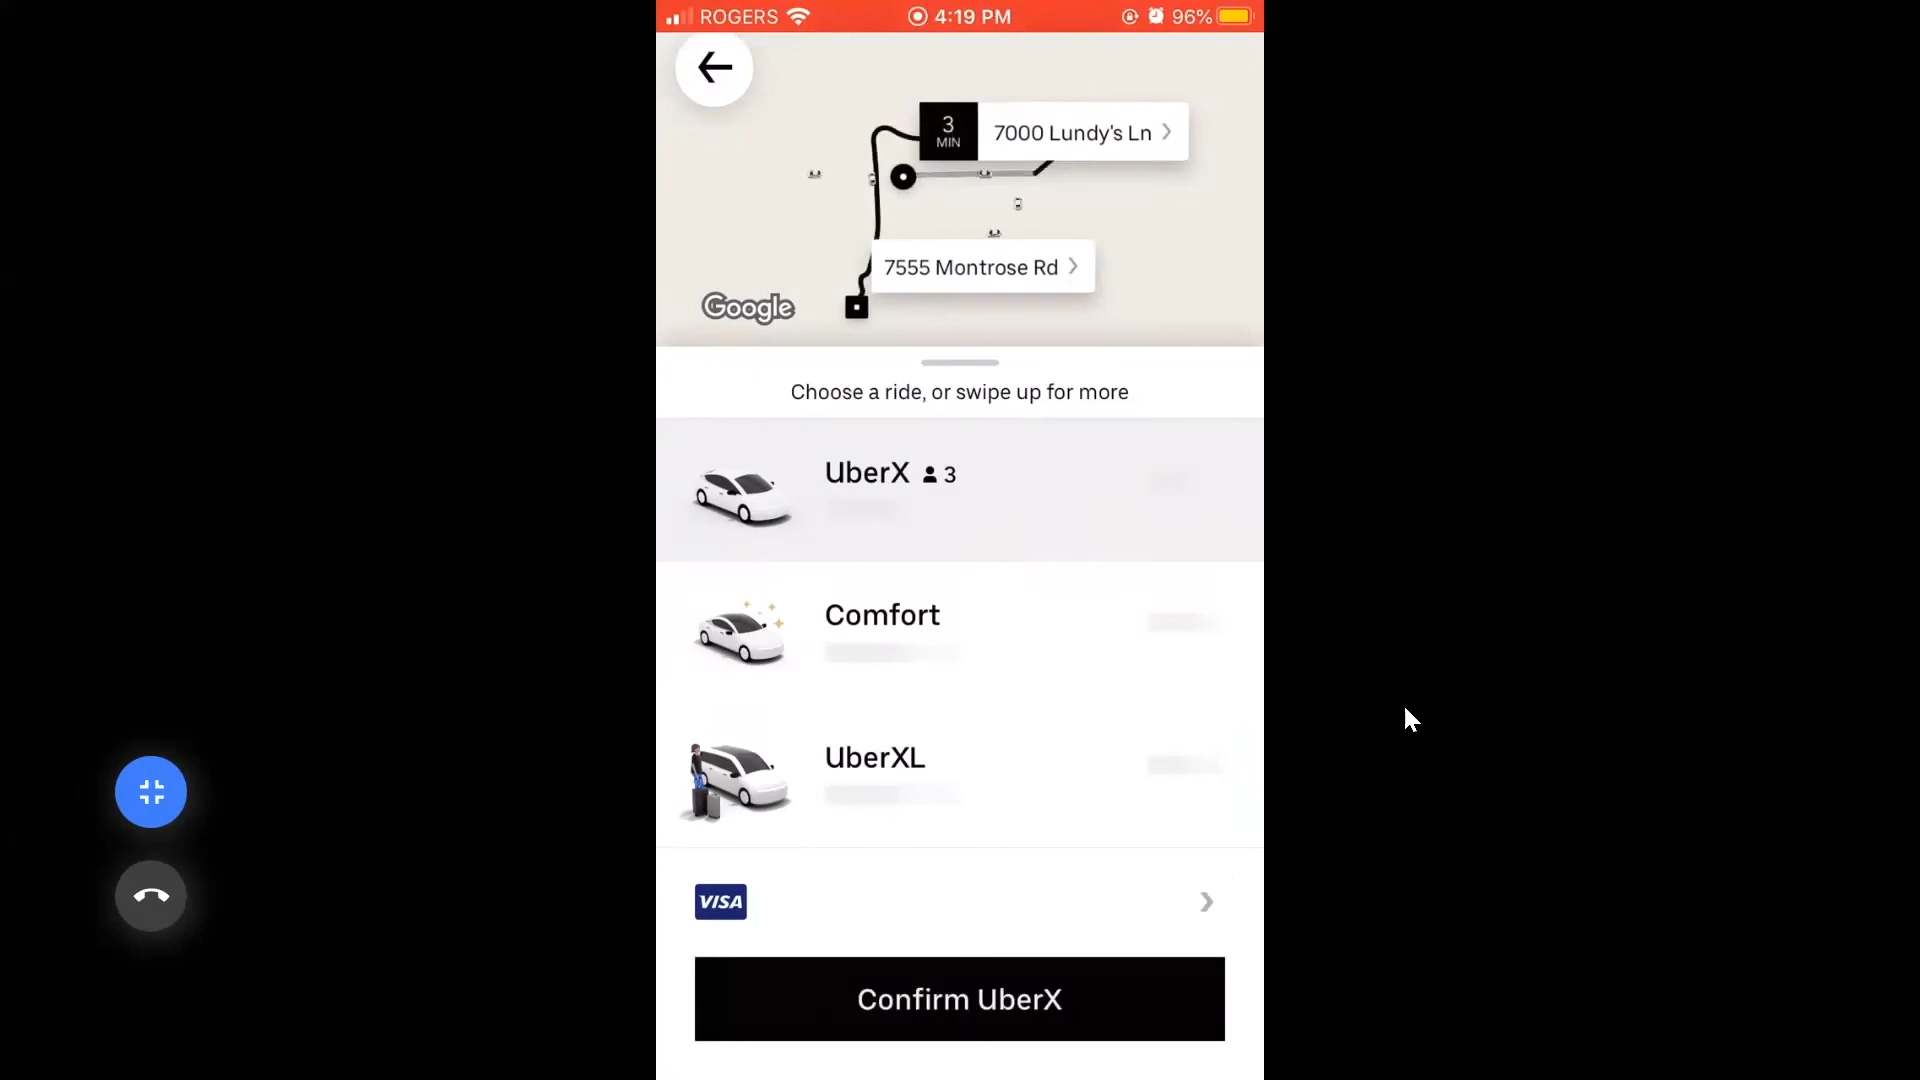 ROGERS 4:19 PM 96%
3 MIN 7000 Lundy's Ln
7555 Montrose Rd
Google
Choose a ride, or swipe up for more
UberX 3
Comfort
UberXL
VISA
Confirm UberX